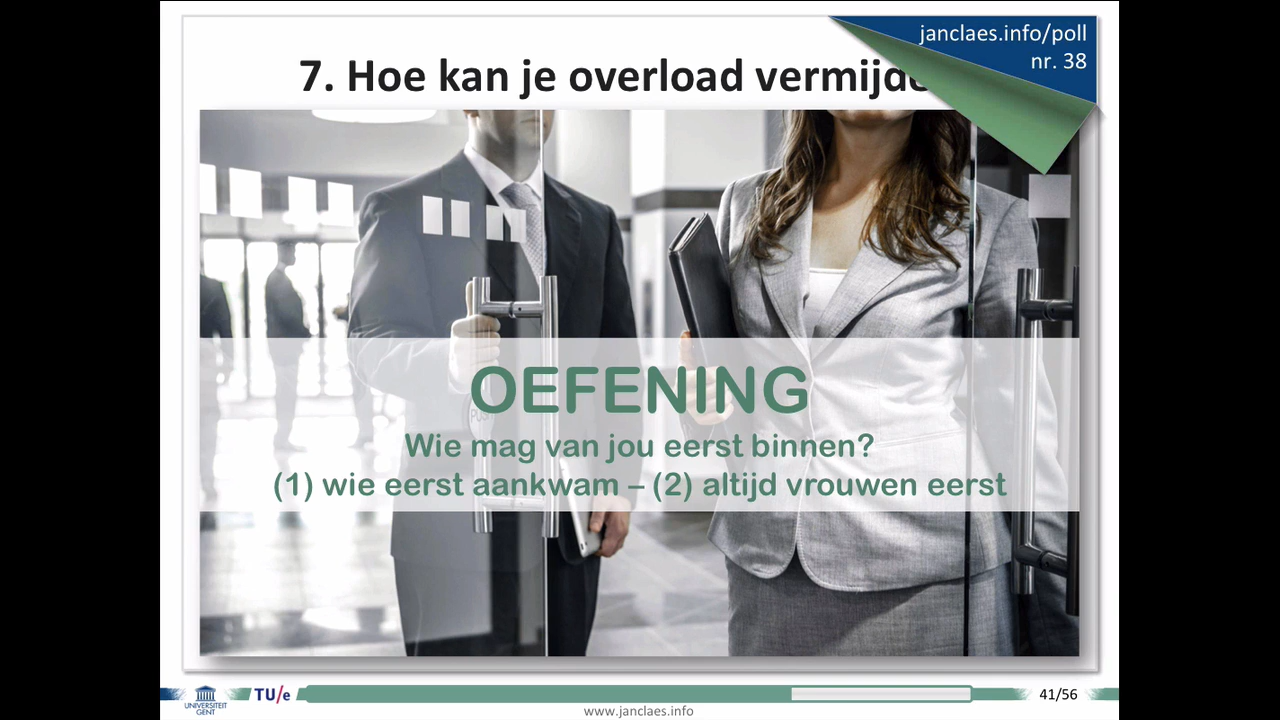 janclaes.info/poll
nr. 38
7. Hoe kan je overload
OEFENING
Wie mag van jou eerst binnen?
(1) wie eerst aankwam – (2) altijd vrouwen eerst
UNIVERSITEIT
GENT
TU/e
41/56
www.janclaes.info